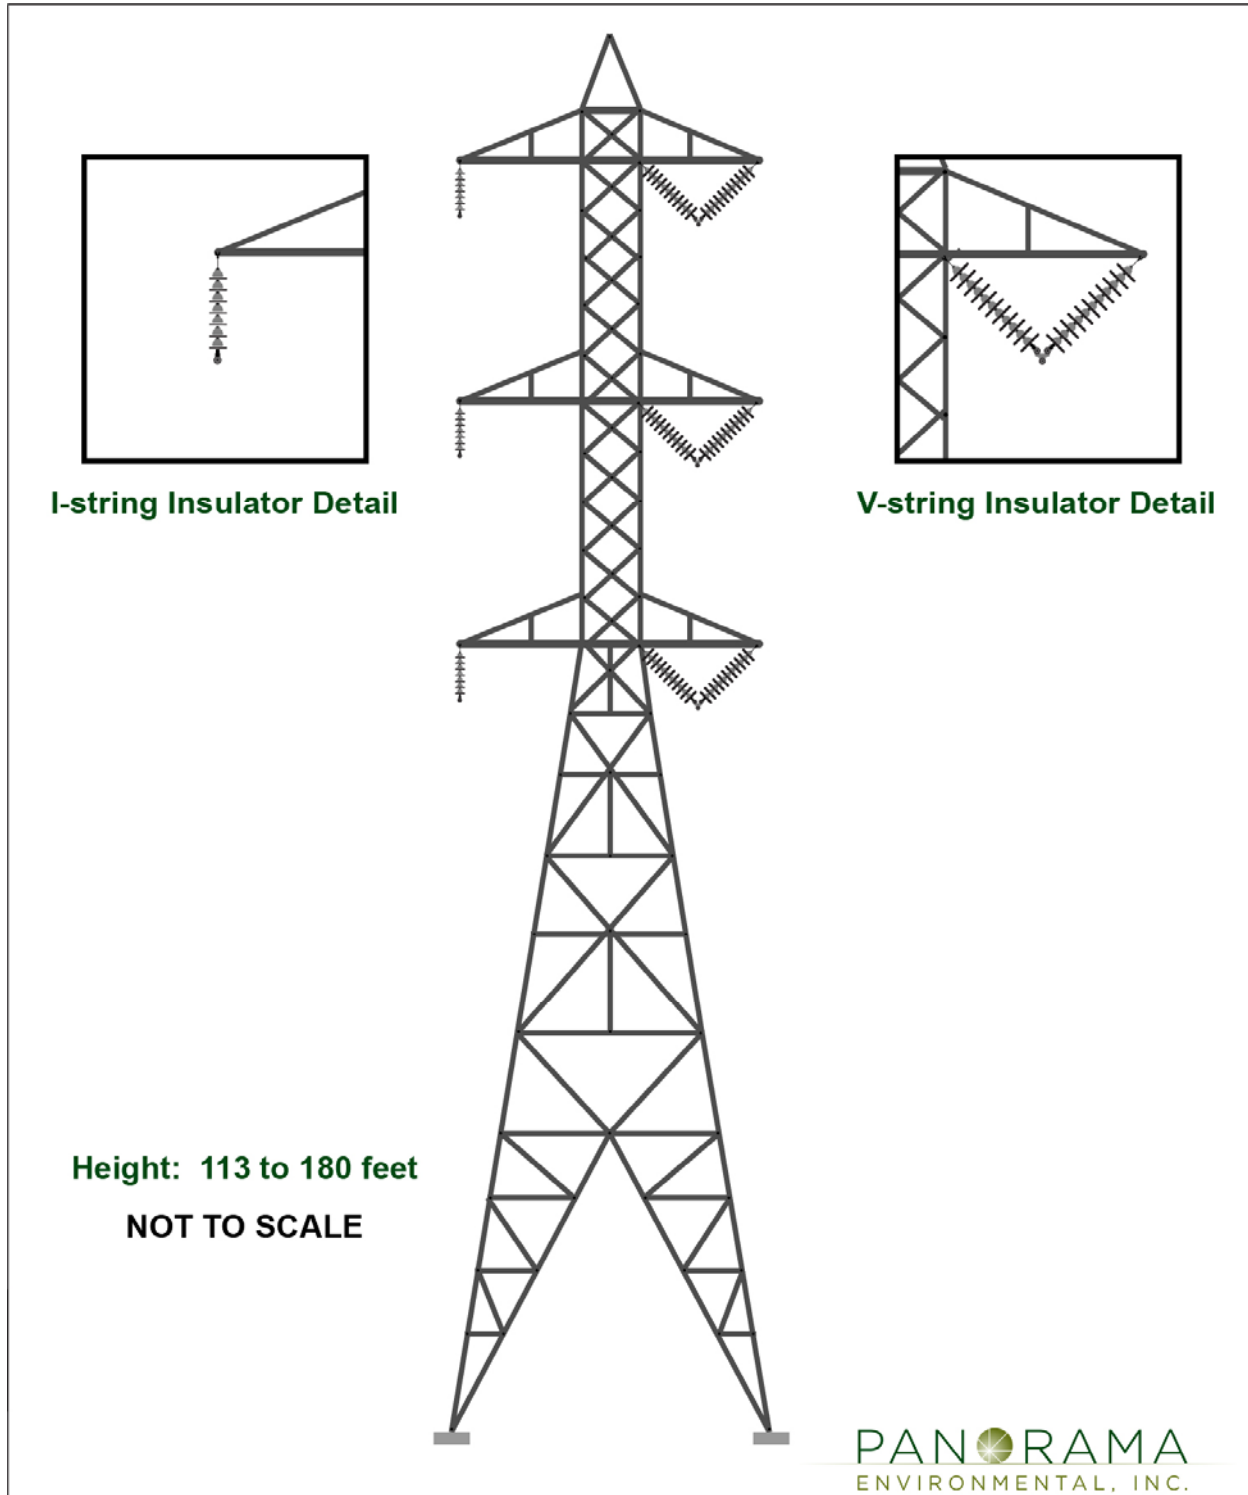 I-string Insulator Detail
V-string Insulator Detail
Height: 113 to 180 feet
NOT TO SCALE
PANORAMA
ENVIRONMENTAL, INC.